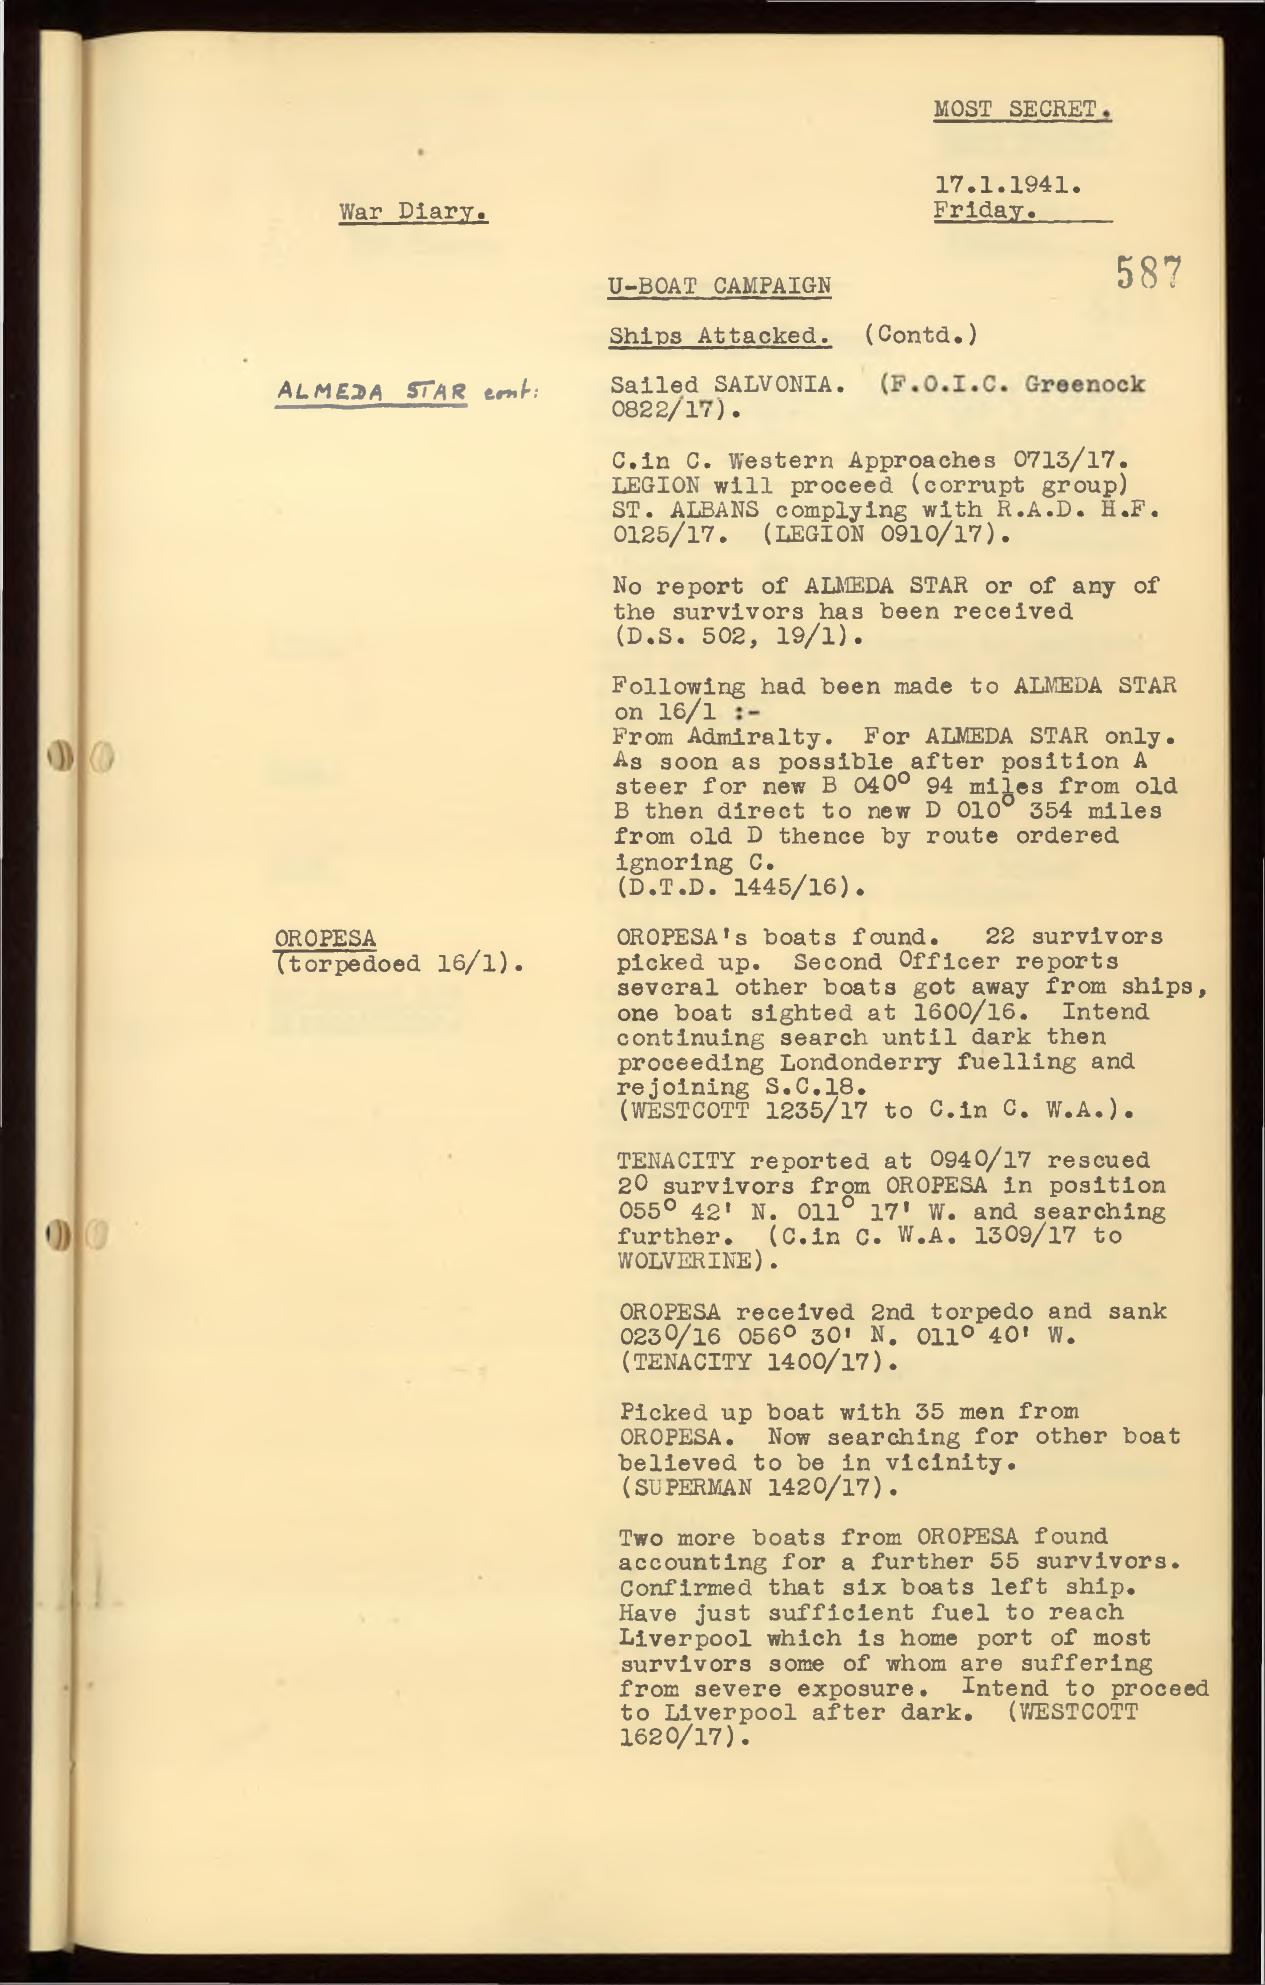 MOST SECRET.
17.1.1941.
War Diary.
Friday.
587
U-BOAT CAMPAIGN
Ships Attacked. (Contd.)
ALMEDA STAR cont:
Sailed SALVONIA. (F.O.I.C. Greenock
0822/17).
C.in C. Western Approaches 0713/17.
LEGION will proceed (corrupt group)
ST. ALBANS complying with R.A.D. H.F.
0125/17. (LEGION 0910/17).
No report of ALMEDA STAR or of any of
the survivors has been received
(D.S. 502, 19/1).
Following had been made to ALMEDA STAR
on 16/1 :-
From Admiralty. For ALMEDA STAR only.
As soon as possible after position A
steer for new B 040° 94 miles from old
B then direct to new D 010° 354 miles
from old D thence by route ordered
ignoring C.
(D.T.D. 1445/16).
OROPESA
(torpedoed 16/1).
OROPESA's boats found. 22 survivors
picked up. Second Officer reports
several other boats got away from ships,
one boat sighted at 1600/16. Intend
continuing search until dark then
proceeding Londonderry fuelling and
rejoining S.C.18.
(WESTCOTT 1235/17 to C.in C. W.A.).
TENACITY reported at 0940/17 rescued
20 survivors from OROPESA in position
055° 42' N. 011° 17' W. and searching
further. (C.in C. W.A. 1309/17 to
WOLVERINE).
OROPESA received 2nd torpedo and sank
0230/16 056° 30' N. 011° 40' W.
(TENACITY 1400/17).
Picked up boat with 35 men from
OROPESA. Now searching for other boat
believed to be in vicinity.
(SUPERMAN 1420/17).
Two more boats from OROPESA found
accounting for a further 55 survivors.
Confirmed that six boats left ship.
Have just sufficient fuel to reach
Liverpool which is home port of most
survivors some of whom are suffering
from severe exposure. Intend to proceed
to Liverpool after dark. (WESTCOTT
1620/17).